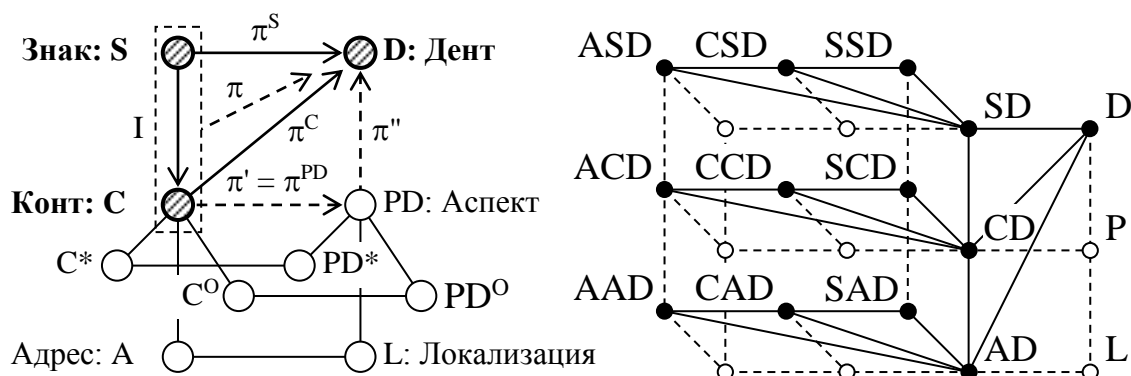 Знак: S
π^S
D: Дент
π
I
π^C
π''
π' = π^PD
Конт: C
PD: Аспект
C*
PD*
C^O
PD^O
Адрес: A
L: Локализация
ASD CSD SSD
SD D
ACD CCD SCD
CD P
AAD CAD SAD
AD L